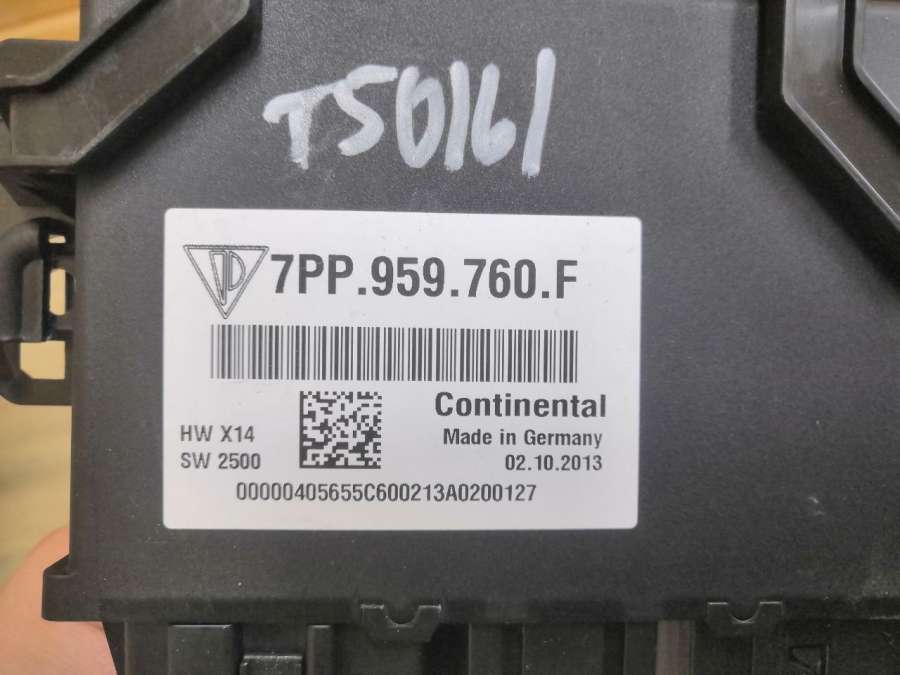 T50161
7PP.959.760.F
Continental
HW X14
Made in Germany
SW 2500
02.10.2013
00000405655C600213A0200127